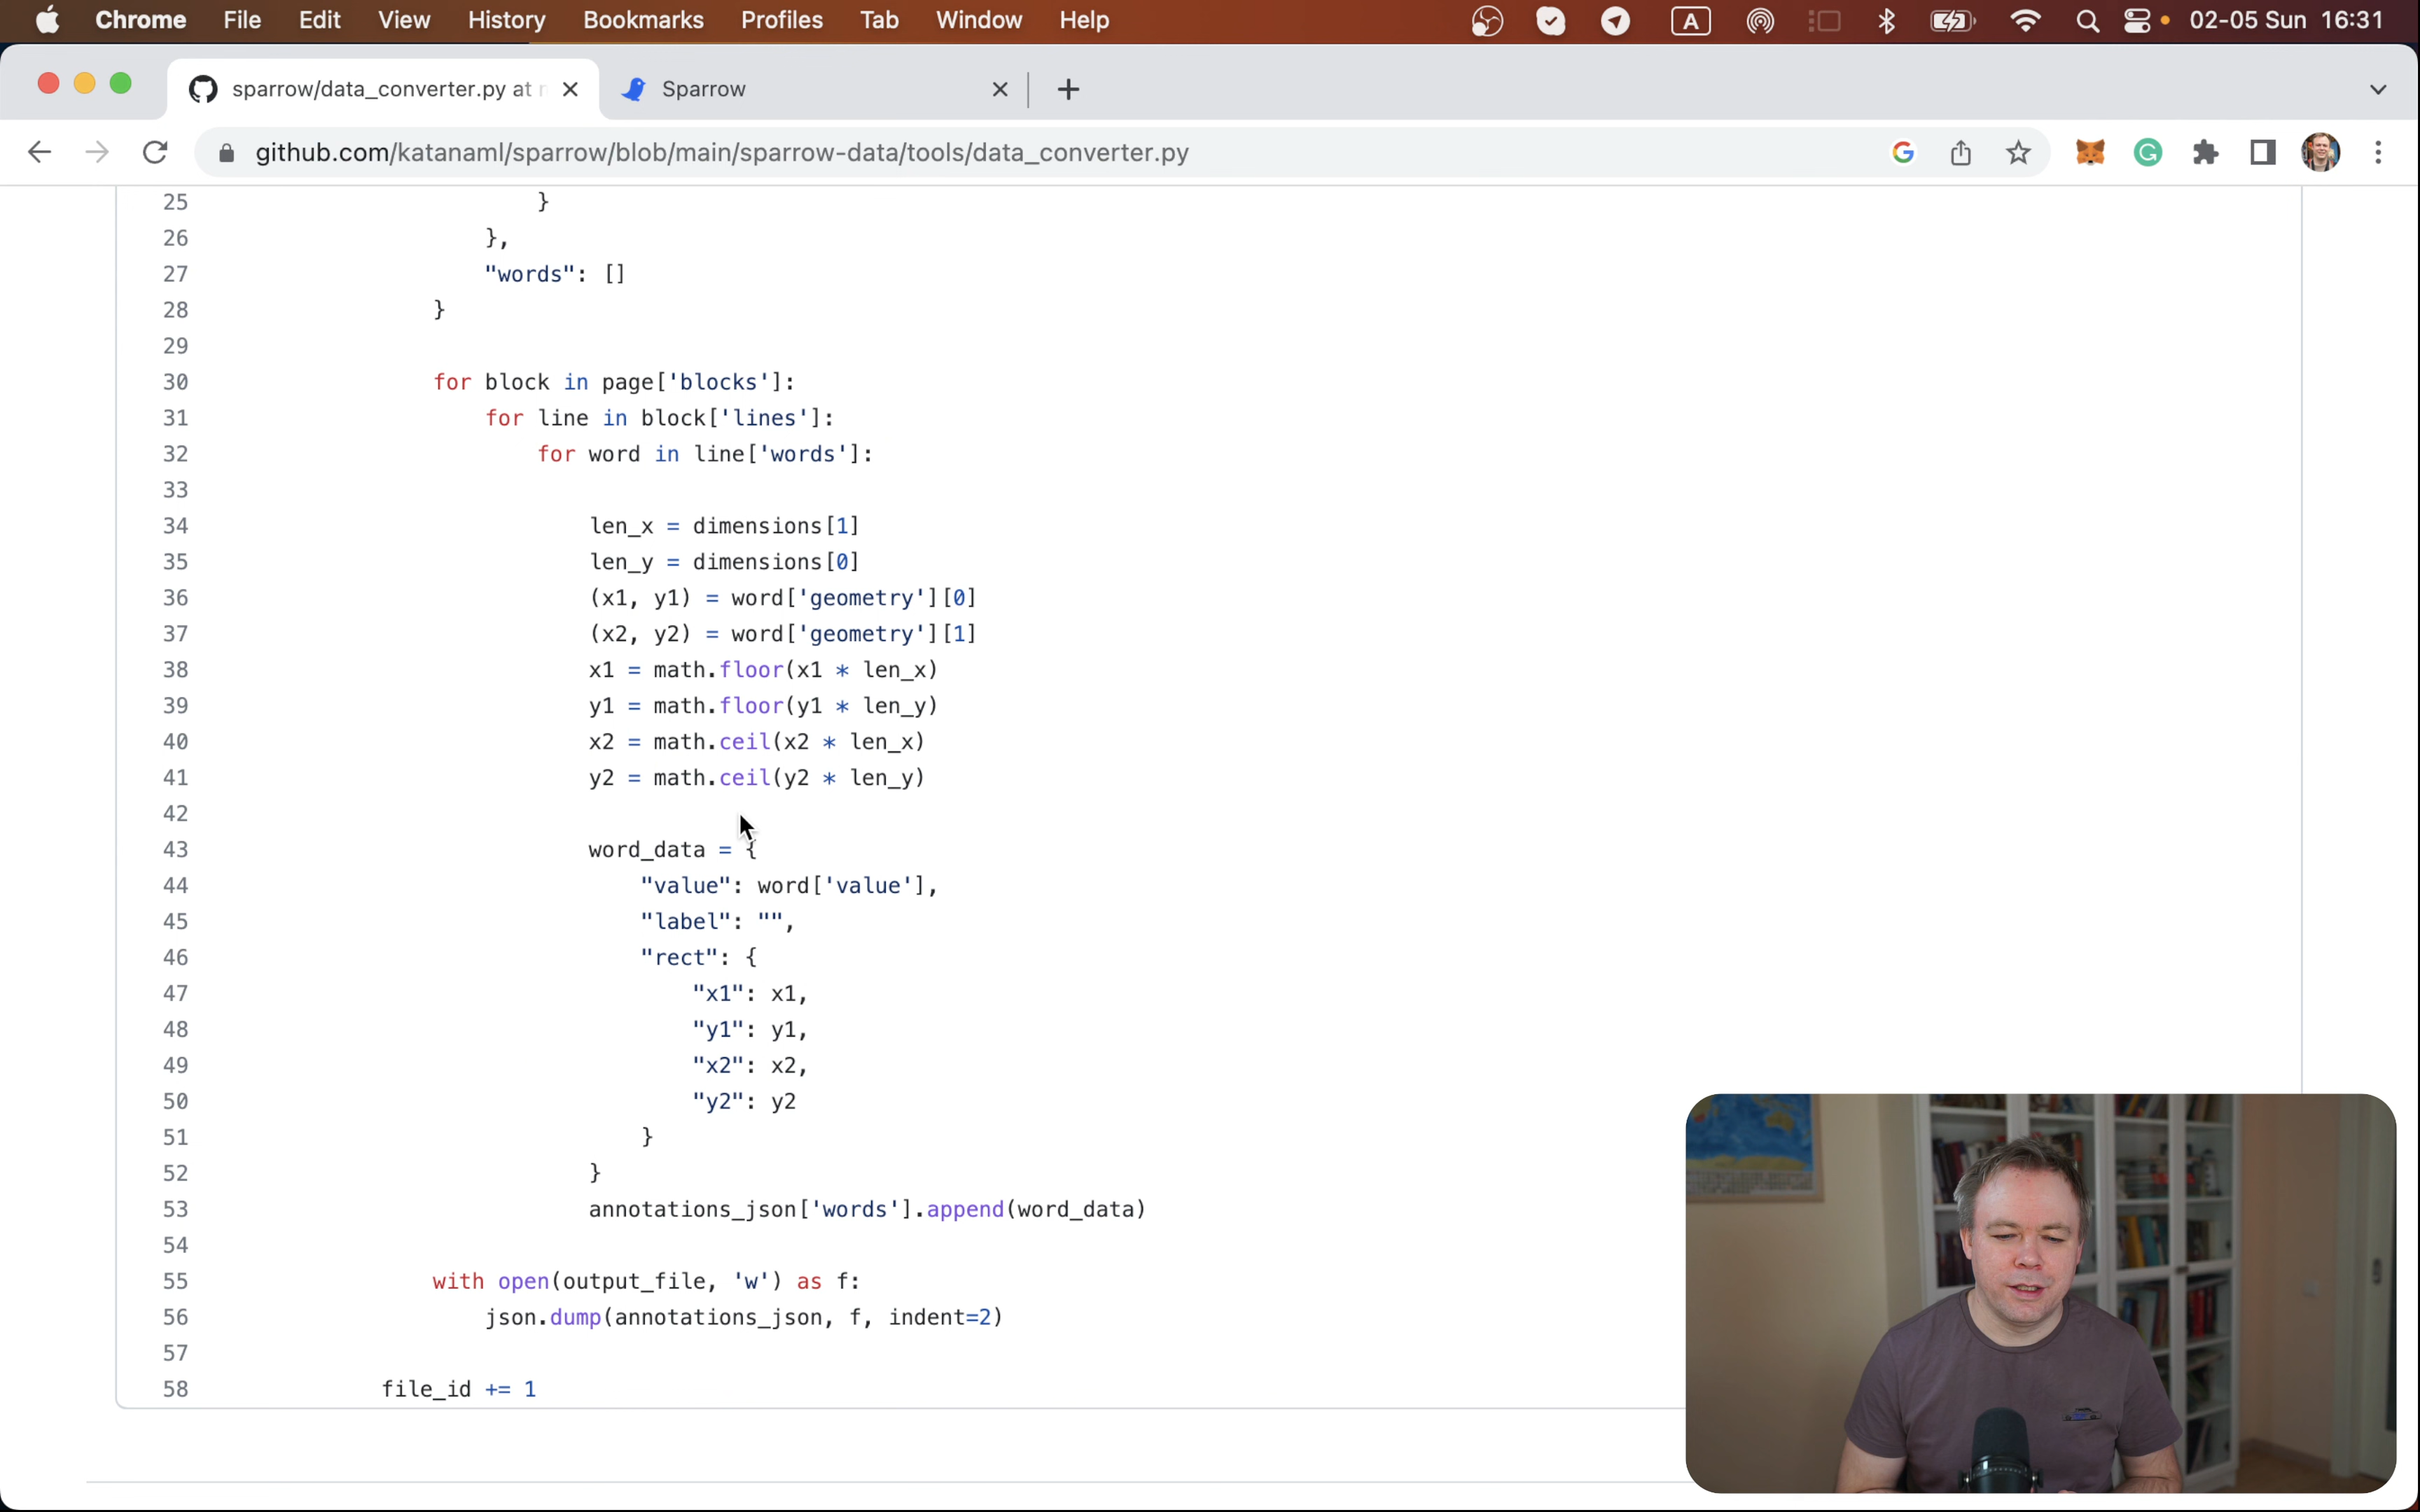 Chrome File Edit View History Bookmarks Profiles Tab Window Help A 02-05 Sun 16:31
sparrow/data_converter.py at Sparrow
github.com/katanaml/sparrow/blob/main/sparrow-data/tools/data_converter.py
25 }
26 },
27 "words": []
28 }
29
30 for block in page['blocks']:
31 for line in block['lines']:
32 for word in line['words']:
33
34 len_x = dimensions[1]
35 len_y = dimensions[0]
36 (x1, y1) = word['geometry'][0]
37 (x2, y2) = word['geometry'][1]
38 x1 = math.floor(x1 * len_x)
39 y1 = math.floor(y1 * len_y)
40 x2 = math.ceil(x2 * len_x)
41 y2 = math.ceil(y2 * len_y)
42
43 word_data = {
44 "value": word['value'],
45 "label": "",
46 "rect": {
47 "x1": x1,
48 "y1": y1,
49 "x2": x2,
50 "y2": y2
51 }
52 }
53 annotations_json['words'].append(word_data)
54
55 with open(output_file, 'w') as f:
56 json.dump(annotations_json, f, indent=2)
57
58 file_id += 1